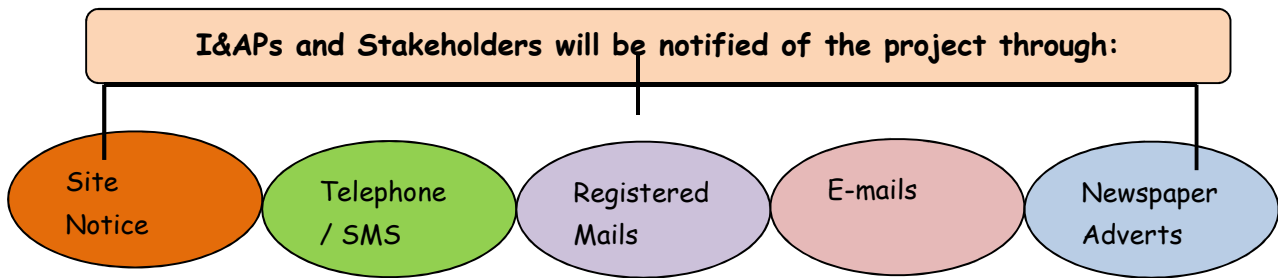 I&APs and Stakeholders will be notified of the project through:
Site
Notice
Telephone
/ SMS
Registered
Mails
E-mails
Newspaper
Adverts